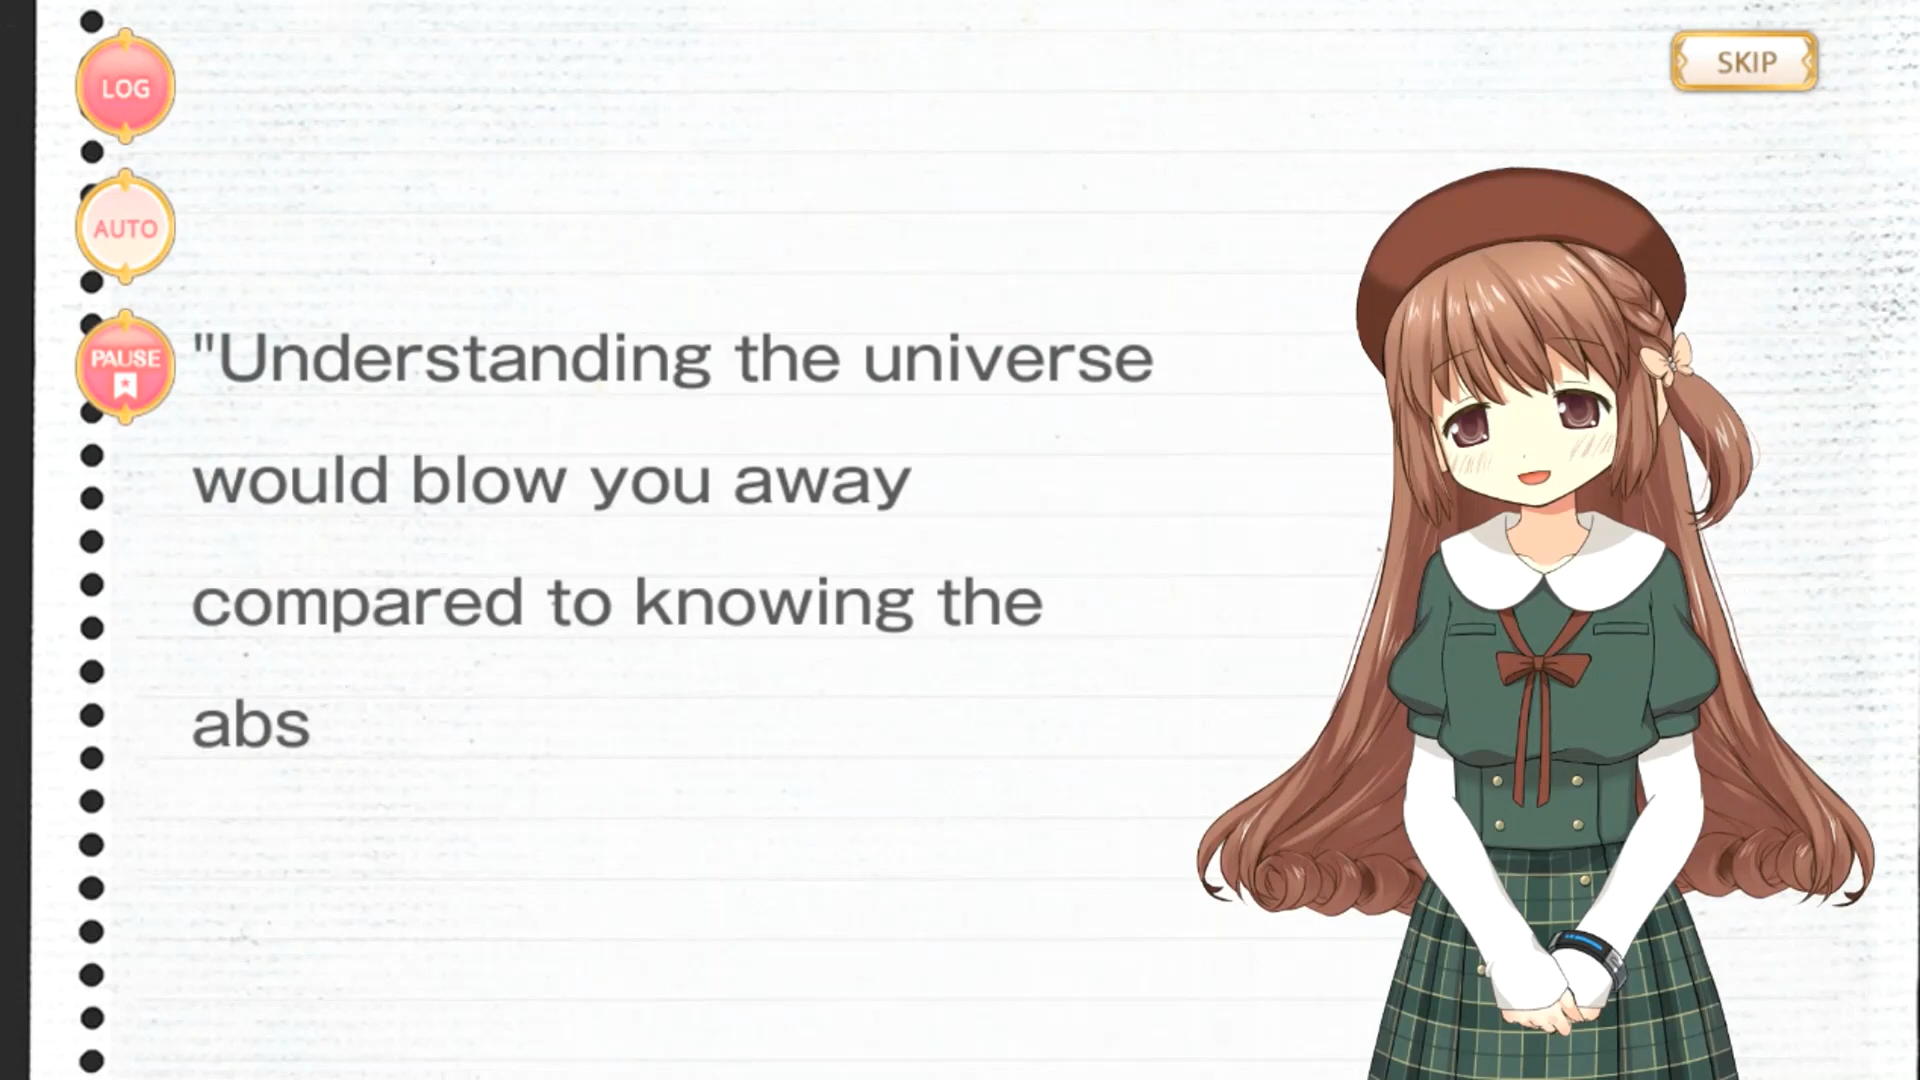 LOG
SKIP
AUTO
PAUSE
"Understanding the universe
would blow you away
compared to knowing the
abs